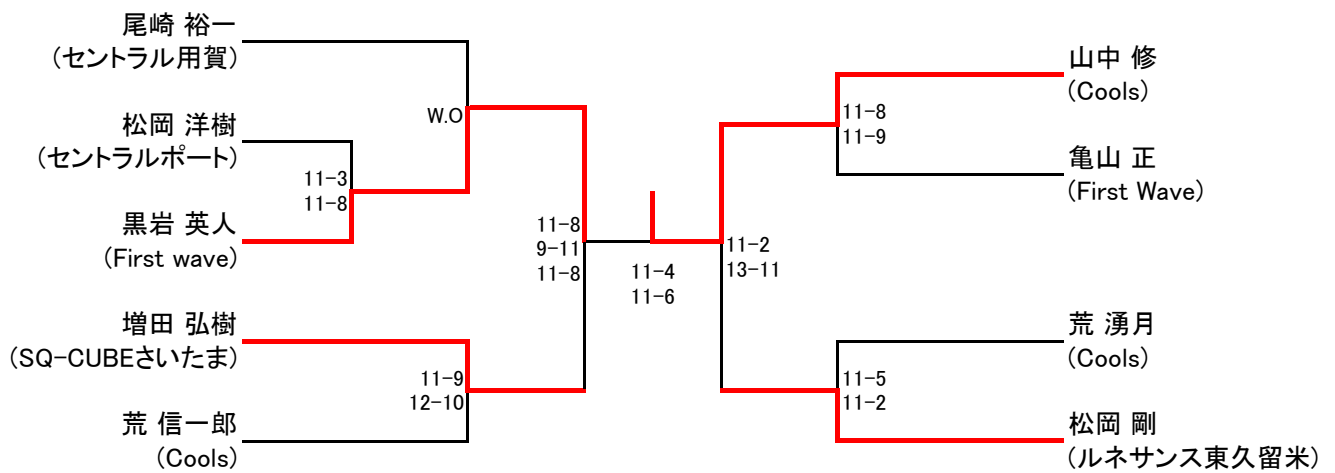 尾崎 裕一
(セントラル用賀)
松岡 洋樹
(セントラルポート)
黒岩 英人
(First wave)
増田 弘樹
(SQ-CUBEさいたま)
荒 信一郎
(Cools)
W.O
11-3
11-8
11-9
12-10
11-8
9-11
11-8
11-4
11-6
11-2
13-11
11-8
11-9
11-5
11-2
山中 修
(Cools)
亀山 正
(First Wave)
荒 湧月
(Cools)
松岡 剛
(ルネサンス東久留米)